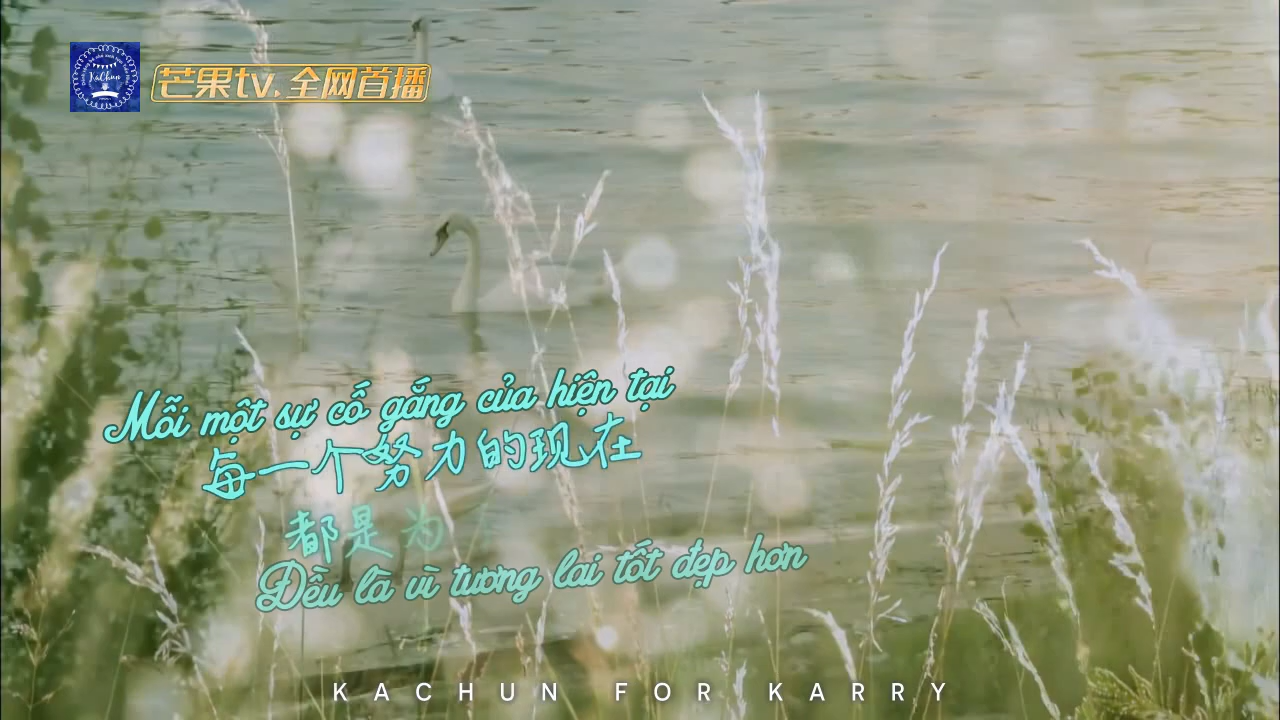 KaChun
芒果tv.全网首播
Mỗi một sự cố gắng của hiện tại
每一个努力的现在
都是为
Đều là vì tương lai tốt đẹp hơn
KACHUN FOR KARRY